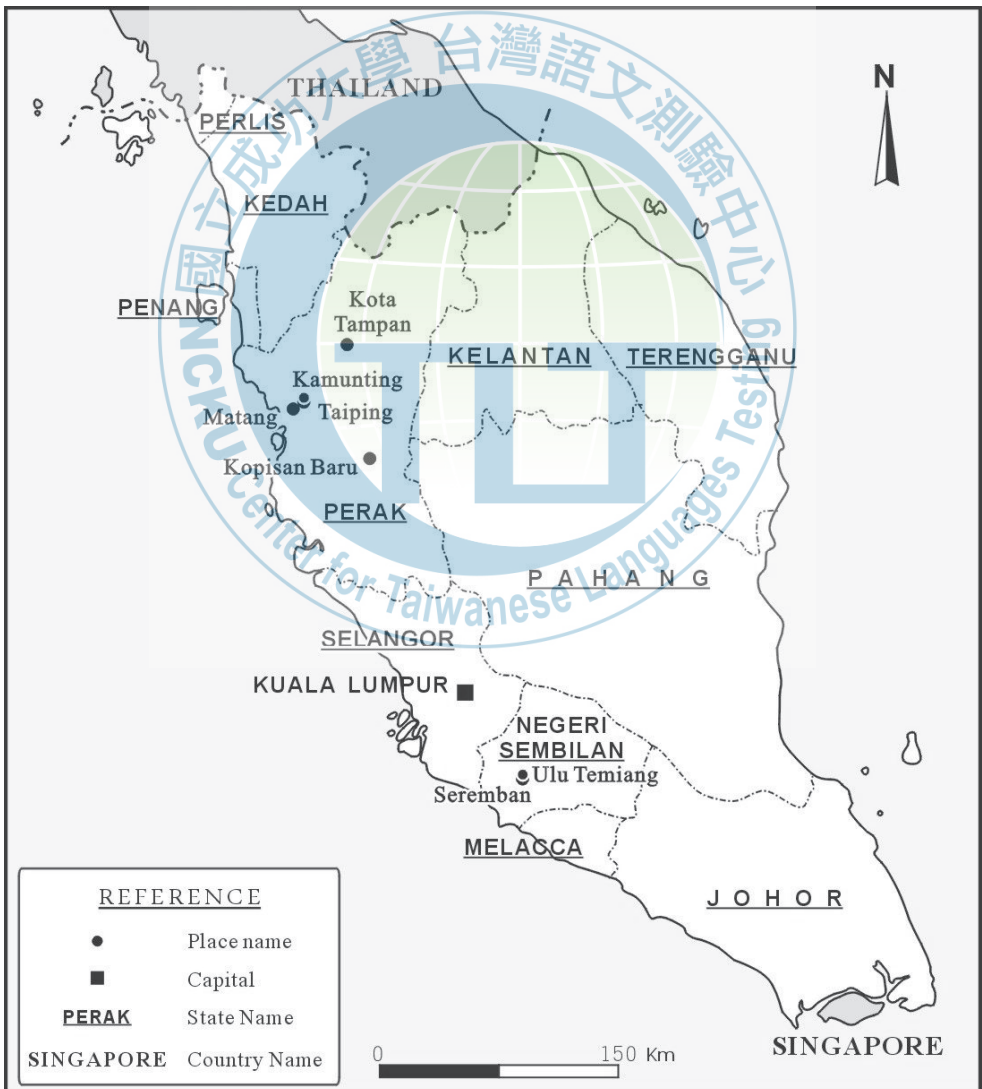 國立成功大學 台灣語文測驗中心
NCKU Center for Taiwanese Languages Testing
TLT
THAILAND
N
PERLIS
KEDAH
PENANG
Kota
Tampan
KELANTAN
TERENGGANU
Kamunting
Matang
Taiping
Kopisan Baru
PERAK
P A H A N G
SELANGOR
KUALA LUMPUR
NEGERI
SEMBILAN
Ulu Temiang
Seremban
MELACCA
J O H O R
SINGAPORE
REFERENCE
Place name
Capital
PERAK State Name
SINGAPORE Country Name
0 150 Km